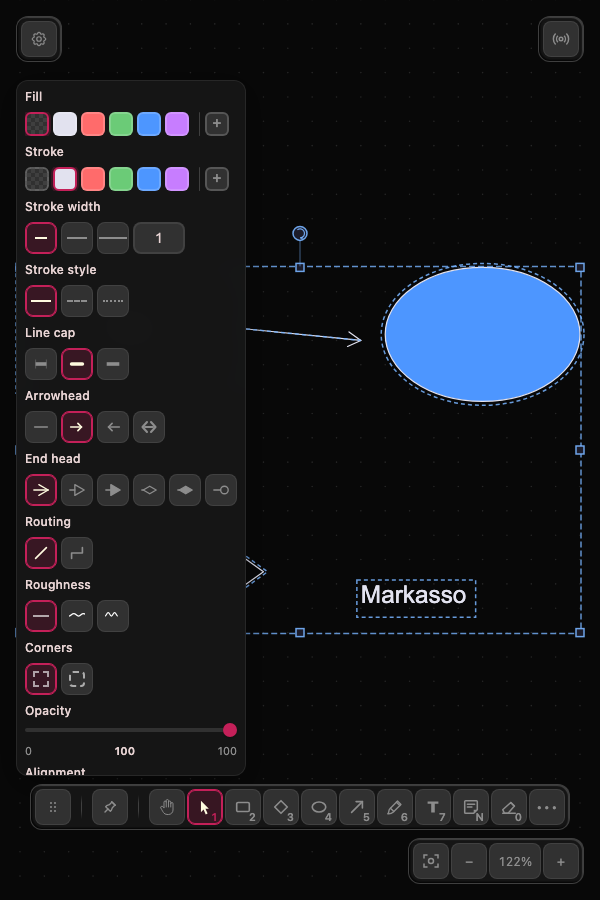 Fill
+
Stroke
+
Stroke width
1
Stroke style
Line cap
Arrowhead
End head
Routing
Roughness
Corners
Opacity
0 100 100
Alignment
Markasso
1 2 3 4 5 6 T 7 N 0
− 122% +